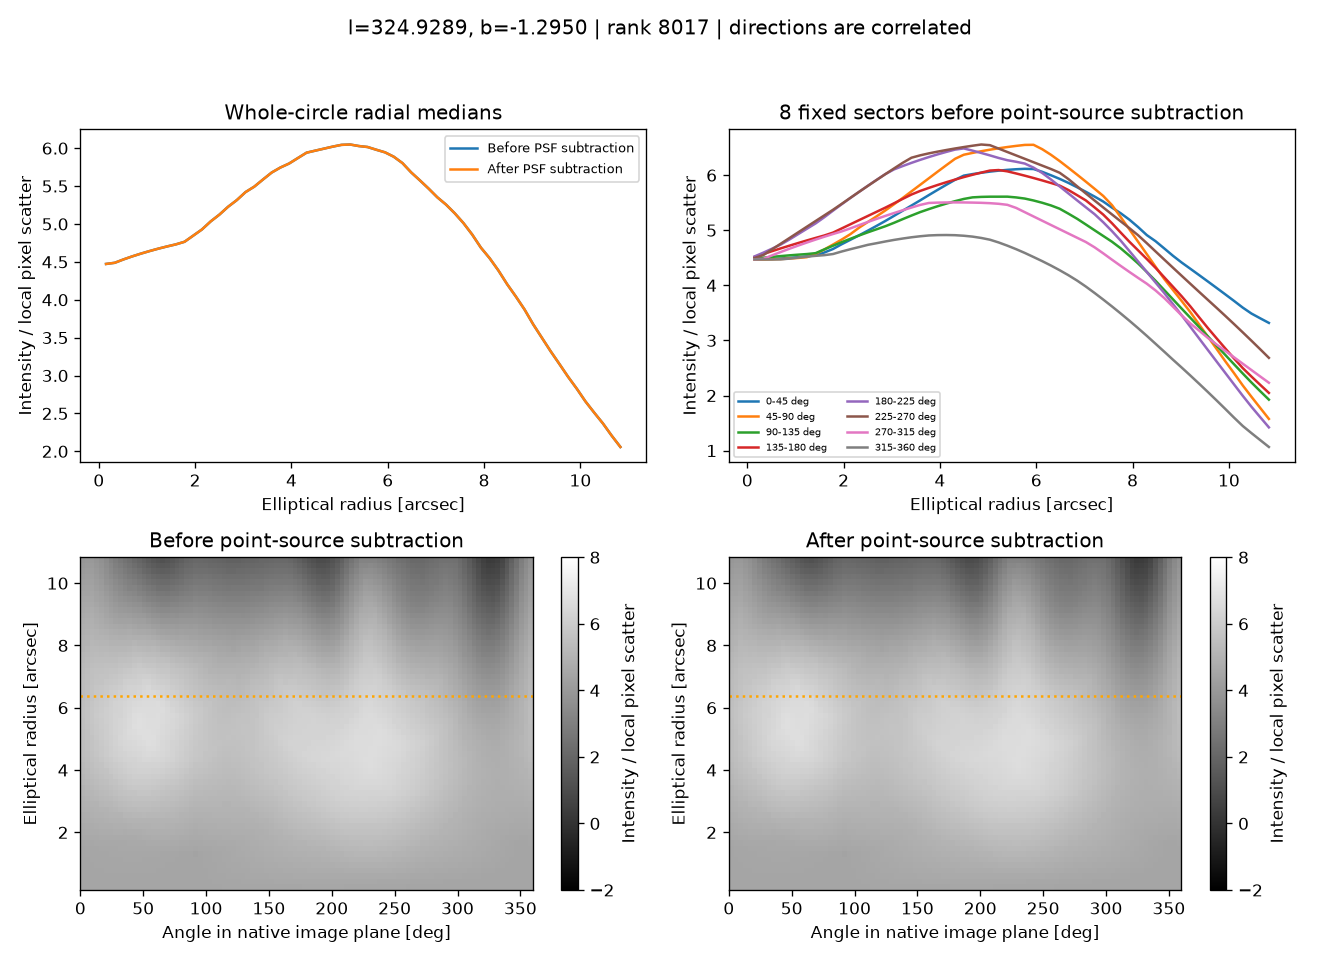 l=324.9289, b=-1.2950 | rank 8017 | directions are correlated
Whole-circle radial medians
Intensity / local pixel scatter
6.0
5.5
5.0
4.5
4.0
3.5
3.0
2.5
2.0
Before PSF subtraction
After PSF subtraction
0 2 4 6 8 10
Elliptical radius [arcsec]
8 fixed sectors before point-source subtraction
Intensity / local pixel scatter
6
5
4
3
2
1
0-45 deg
45-90 deg
90-135 deg
135-180 deg
180-225 deg
225-270 deg
270-315 deg
315-360 deg
0 2 4 6 8 10
Elliptical radius [arcsec]
Before point-source subtraction
Elliptical radius [arcsec]
10
8
6
4
2
0 50 100 150 200 250 300 350
Angle in native image plane [deg]
8
6
4
2
0
−2
Intensity / local pixel scatter
After point-source subtraction
Elliptical radius [arcsec]
10
8
6
4
2
0 50 100 150 200 250 300 350
Angle in native image plane [deg]
8
6
4
2
0
−2
Intensity / local pixel scatter